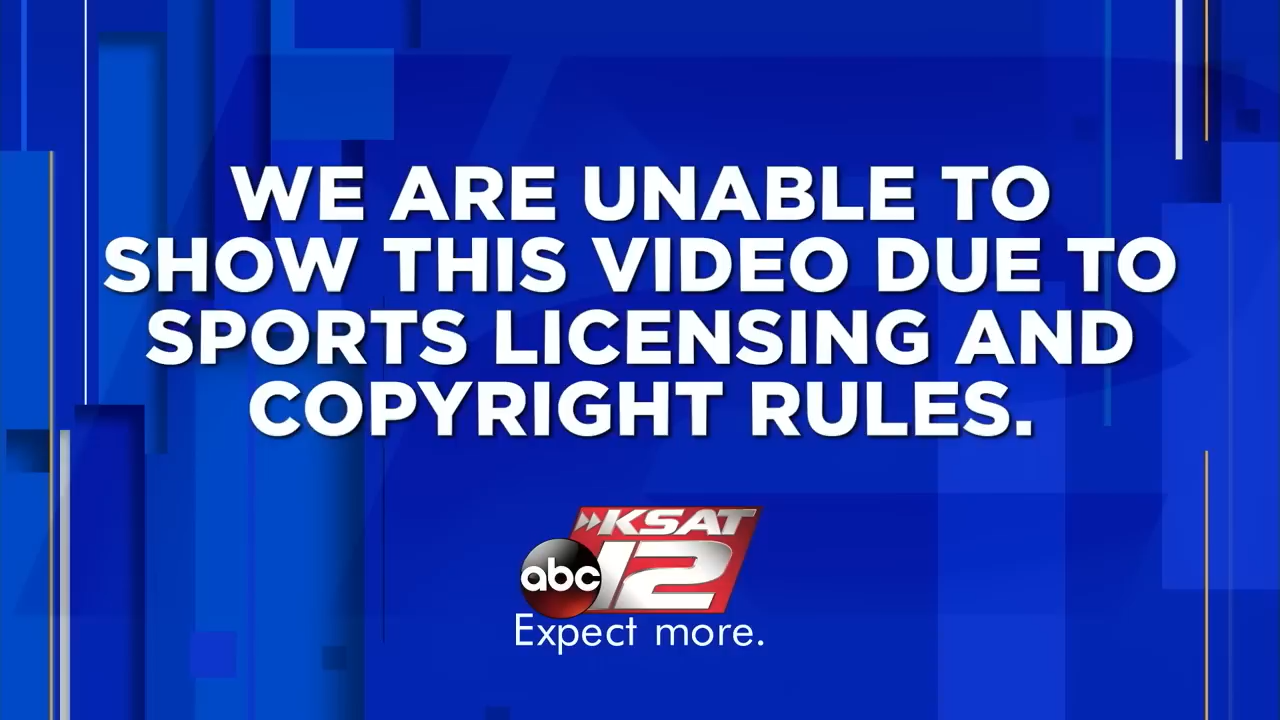 WE ARE UNABLE TO
SHOW THIS VIDEO DUE TO
SPORTS LICENSING AND
COPYRIGHT RULES.
KSAT
abc 12
Expect more.